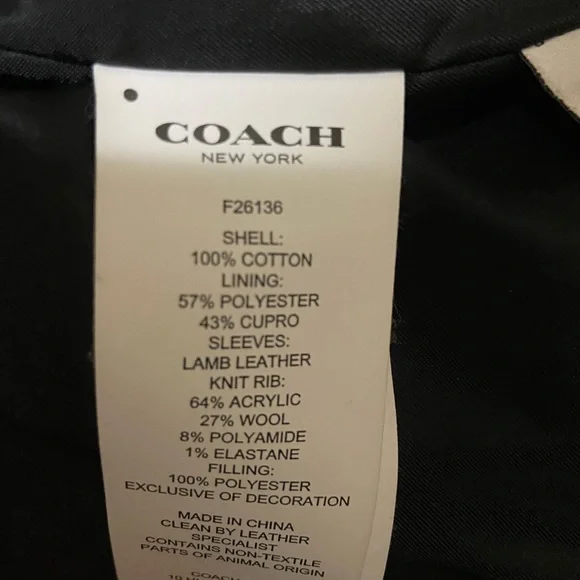 COACH
NEW YORK
F26136
SHELL:
100% COTTON
LINING:
57% POLYESTER
43% CUPRO
SLEEVES:
LAMB LEATHER
KNIT RIB:
64% ACRYLIC
27% WOOL
8% POLYAMIDE
1% ELASTANE
FILLING:
100% POLYESTER
EXCLUSIVE OF DECORATION
MADE IN CHINA
CLEAN BY LEATHER
SPECIALIST
CONTAINS NON-TEXTILE
PARTS OF ANIMAL ORIGIN
COACH